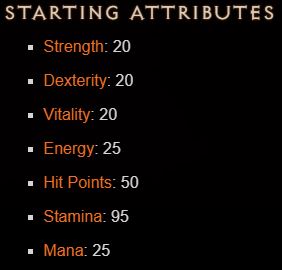 STARTING ATTRIBUTES
Strength: 20
Dexterity: 20
Vitality: 20
Energy: 25
Hit Points: 50
Stamina: 95
Mana: 25